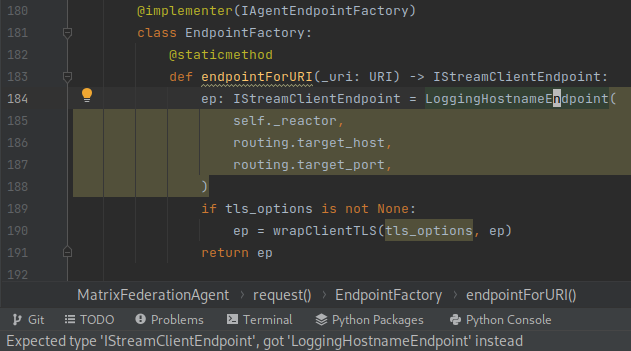 180 @implementer(IAgentEndpointFactory)
181 class EndpointFactory:
182 @staticmethod
183 def endpointForURI(_uri: URI) -> IStreamClientEndpoint:
184 ep: IStreamClientEndpoint = LoggingHostnameEndpoint(
185 self._reactor,
186 routing.target_host,
187 routing.target_port,
188 )
189 if tls_options is not None:
190 ep = wrapClientTLS(tls_options, ep)
191 return ep
192
MatrixFederationAgent › request() › EndpointFactory › endpointForURI()
Git TODO Problems Terminal Python Packages Python Console
Expected type 'IStreamClientEndpoint', got 'LoggingHostnameEndpoint' instead